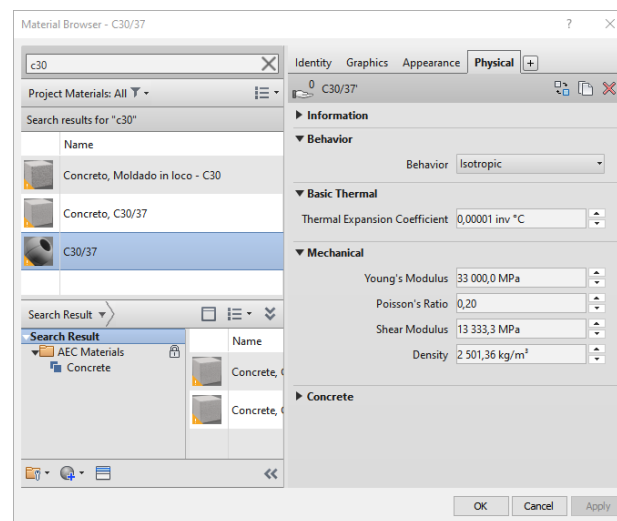 Material Browser - C30/37
c30
Project Materials: All
Search results for "c30"
Name
Concreto, Moldado in loco - C30
Concreto, C30/37
C30/37
Search Result
Search Result
AEC Materials
Concrete
Name
Concrete, C
Concrete, C
Identity Graphics Appearance Physical
0 C30/37'
Information
Behavior
Behavior Isotropic
Basic Thermal
Thermal Expansion Coefficient 0,00001 inv °C
Mechanical
Young's Modulus 33 000,0 MPa
Poisson's Ratio 0,20
Shear Modulus 13 333,3 MPa
Density 2 501,36 kg/m³
Concrete
OK Cancel Apply